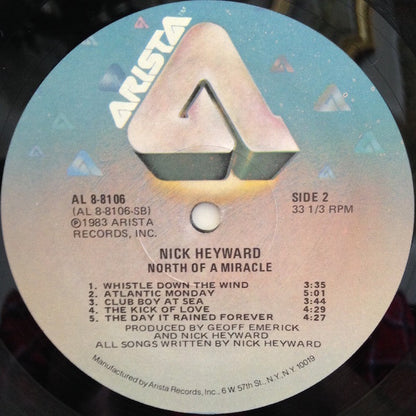 ARISTA
AL 8-8106
(AL 8-8106-SB)
Ⓟ1983 ARISTA
RECORDS, INC.
SIDE 2
33 1/3 RPM
NICK HEYWARD
NORTH OF A MIRACLE
1. WHISTLE DOWN THE WIND 3:35
2. ATLANTIC MONDAY 5:01
3. CLUB BOY AT SEA 3:44
4. THE KICK OF LOVE 4:29
5. THE DAY IT RAINED FOREVER 4:27
PRODUCED BY GEOFF EMERICK
AND NICK HEYWARD
ALL SONGS WRITTEN BY NICK HEYWARD
Manufactured by Arista Records, Inc., 6 W. 57th St., N.Y., N.Y. 10019